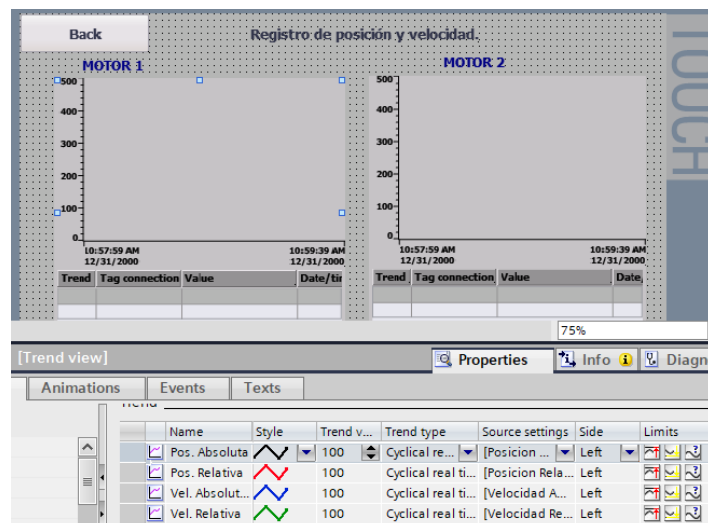 Back
Registro de posición y velocidad.
TOUCH
MOTOR 1
MOTOR 2
500
400
300
200
100
0
10:57:59 AM
12/31/2000
10:59:39 AM
12/31/2000
500
400
300
200
100
0
10:57:59 AM
12/31/2000
10:59:39 AM
12/31/2000
Trend Tag connection Value Date/tir
Trend Tag connection Value Date
75%
[Trend view]
Properties Info Diagn
Animations Events Texts
Trend
Name Style Trend v... Trend type Source settings Side Limits
Pos. Absoluta 100 Cyclical re... [Posicion ... Left
Pos. Relativa 100 Cyclical real ti... [Posicion Rela... Left
Vel. Absolut... 100 Cyclical real ti... [Velocidad A... Left
Vel. Relativa 100 Cyclical real ti... [Velocidad Re... Left